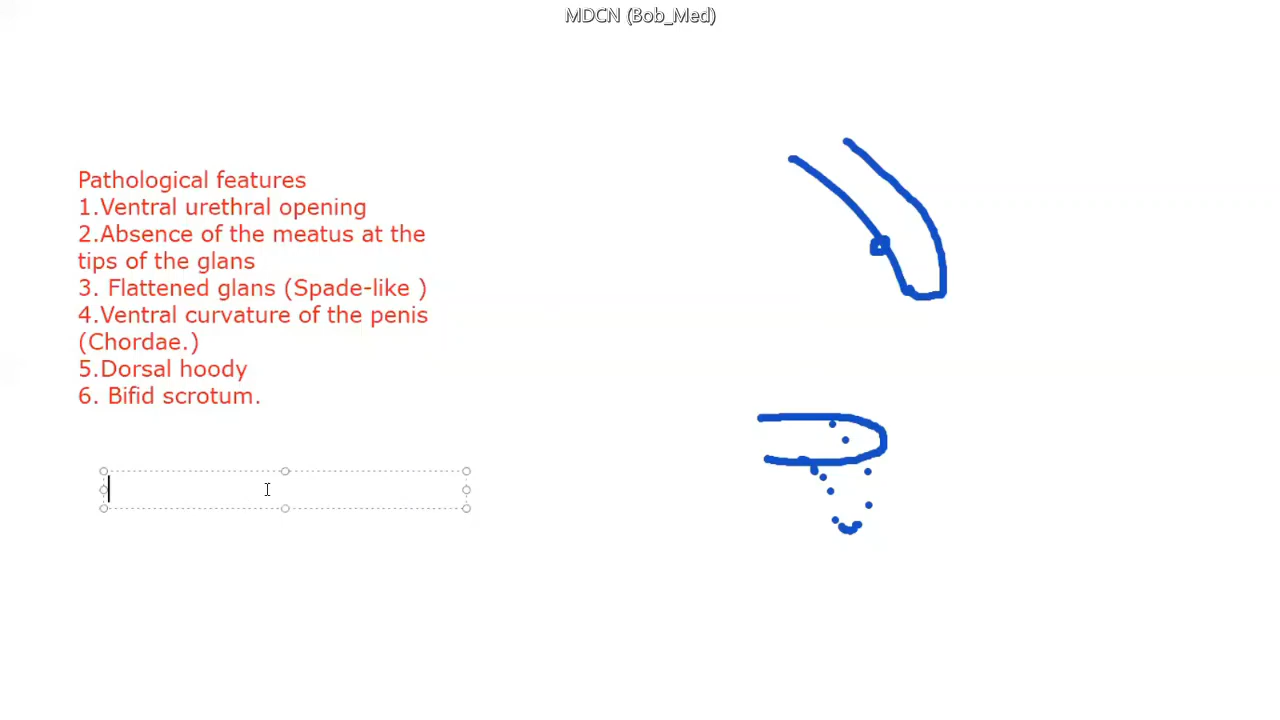 MDCN (Bob_Med)
Pathological features
1.Ventral urethral opening
2.Absence of the meatus at the
tips of the glans
3. Flattened glans (Spade-like )
4.Ventral curvature of the penis
(Chordae.)
5.Dorsal hoody
6. Bifid scrotum.